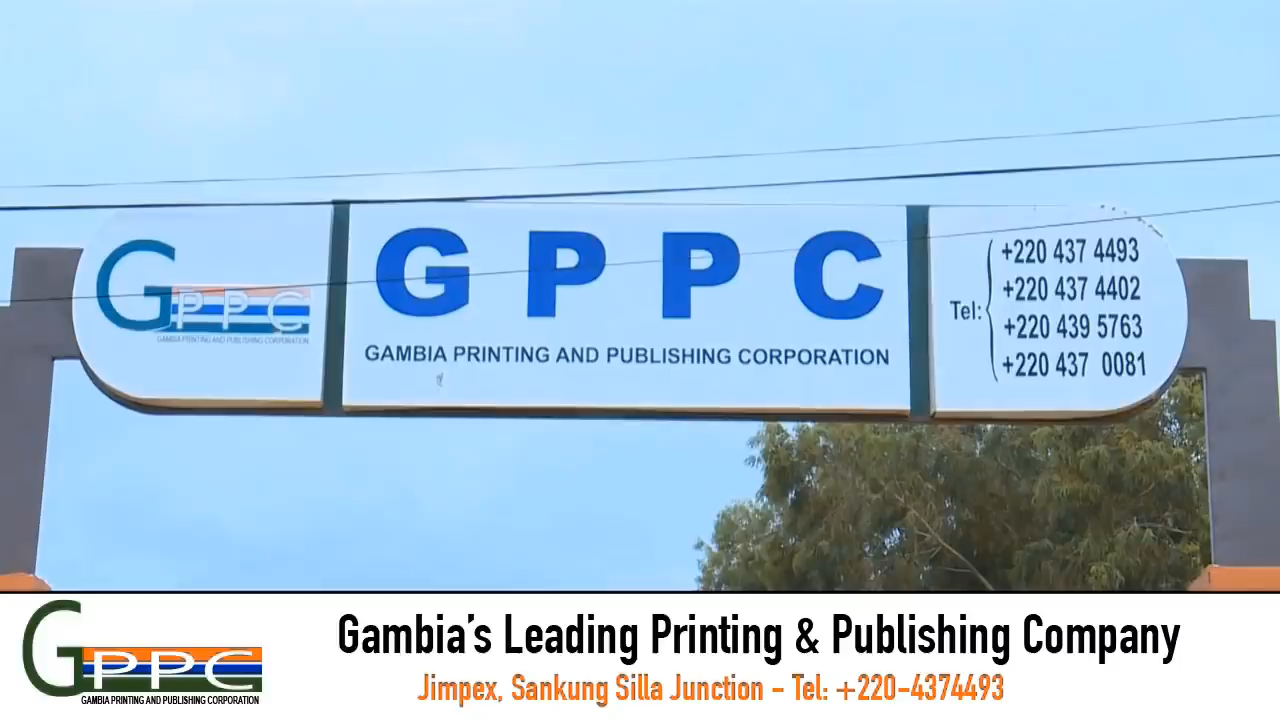 GPPC
GAMBIA PRINTING AND PUBLISHING CORPORATION
G P P C
GAMBIA PRINTING AND PUBLISHING CORPORATION
Tel:
+220 437 4493
+220 437 4402
+220 439 5763
+220 437 0081
GPPC
GAMBIA PRINTING AND PUBLISHING CORPORATION
Gambia's Leading Printing & Publishing Company
Jimpex, Sankung Silla Junction - Tel: +220-4374493